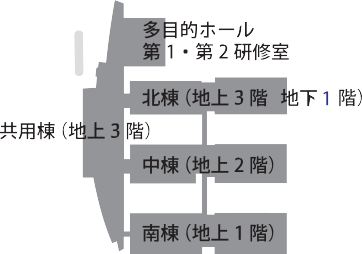 多目的ホール
第1・第2研修室
北棟（地上3階 地下1階）
共用棟（地上3階）
中棟（地上2階）
南棟（地上1階）